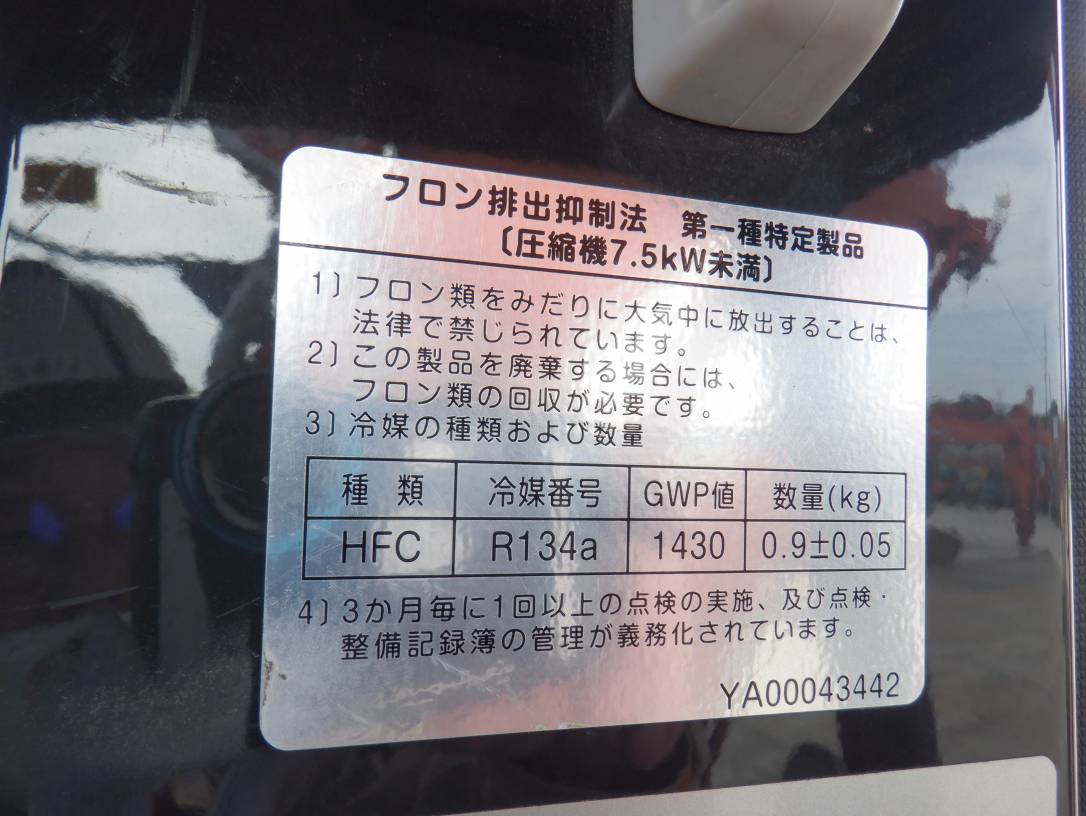 フロン排出抑制法 第一種特定製品
〔圧縮機7.5kW未満〕
1〕フロン類をみだりに大気中に放出することは、
法律で禁じられています。
2〕この製品を廃棄する場合には、
フロン類の回収が必要です。
3〕冷媒の種類および数量
種 類 冷媒番号 GWP値 数量(kg)
HFC R134a 1430 0.9±0.05
4〕3か月毎に1回以上の点検の実施、及び点検・
整備記録簿の管理が義務化されています。
YA00043442